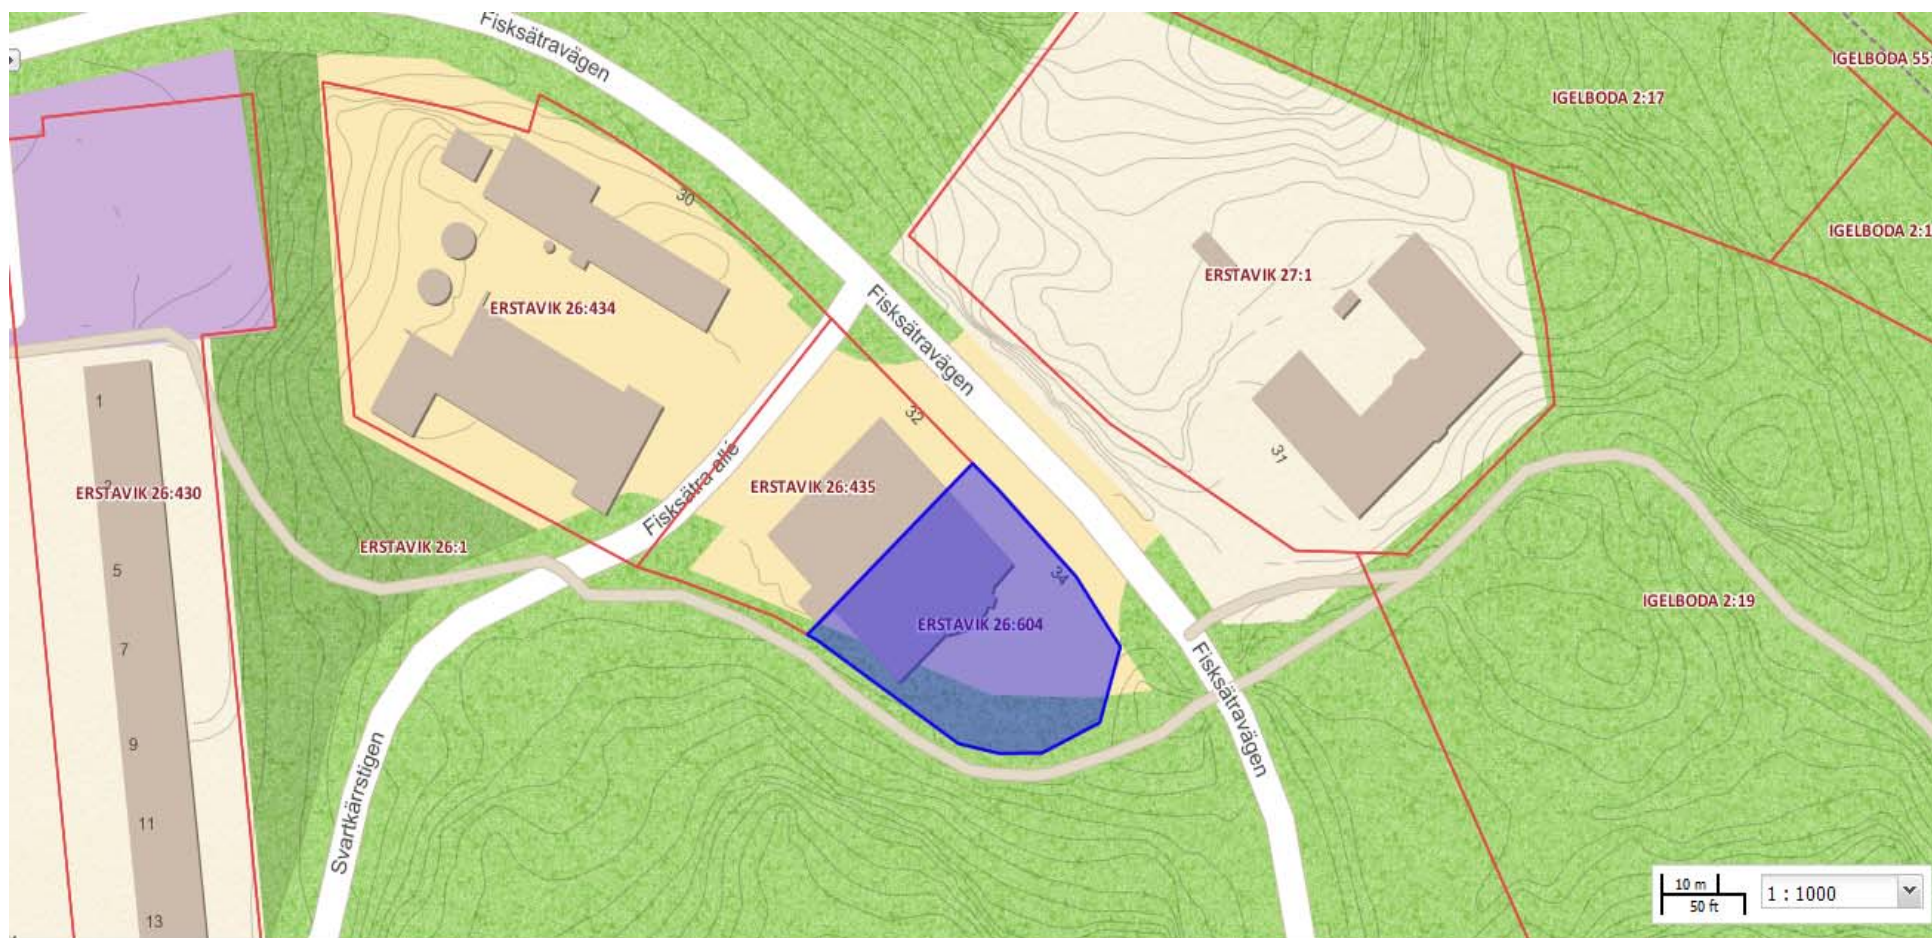 Fisksätravägen
IGELBODA 55:
IGELBODA 2:17
30
IGELBODA 2:1
ERSTAVIK 27:1
Fisksätravägen
ERSTAVIK 26:434
1
32
31
Fisksätra allé
ERSTAVIK 26:435
2
ERSTAVIK 26:430
ERSTAVIK 26:1
5
34
IGELBODA 2:19
ERSTAVIK 26:604
7
Fisksätravägen
9
Svartkärrstigen
11
13
10 m
50 ft
1 : 1000